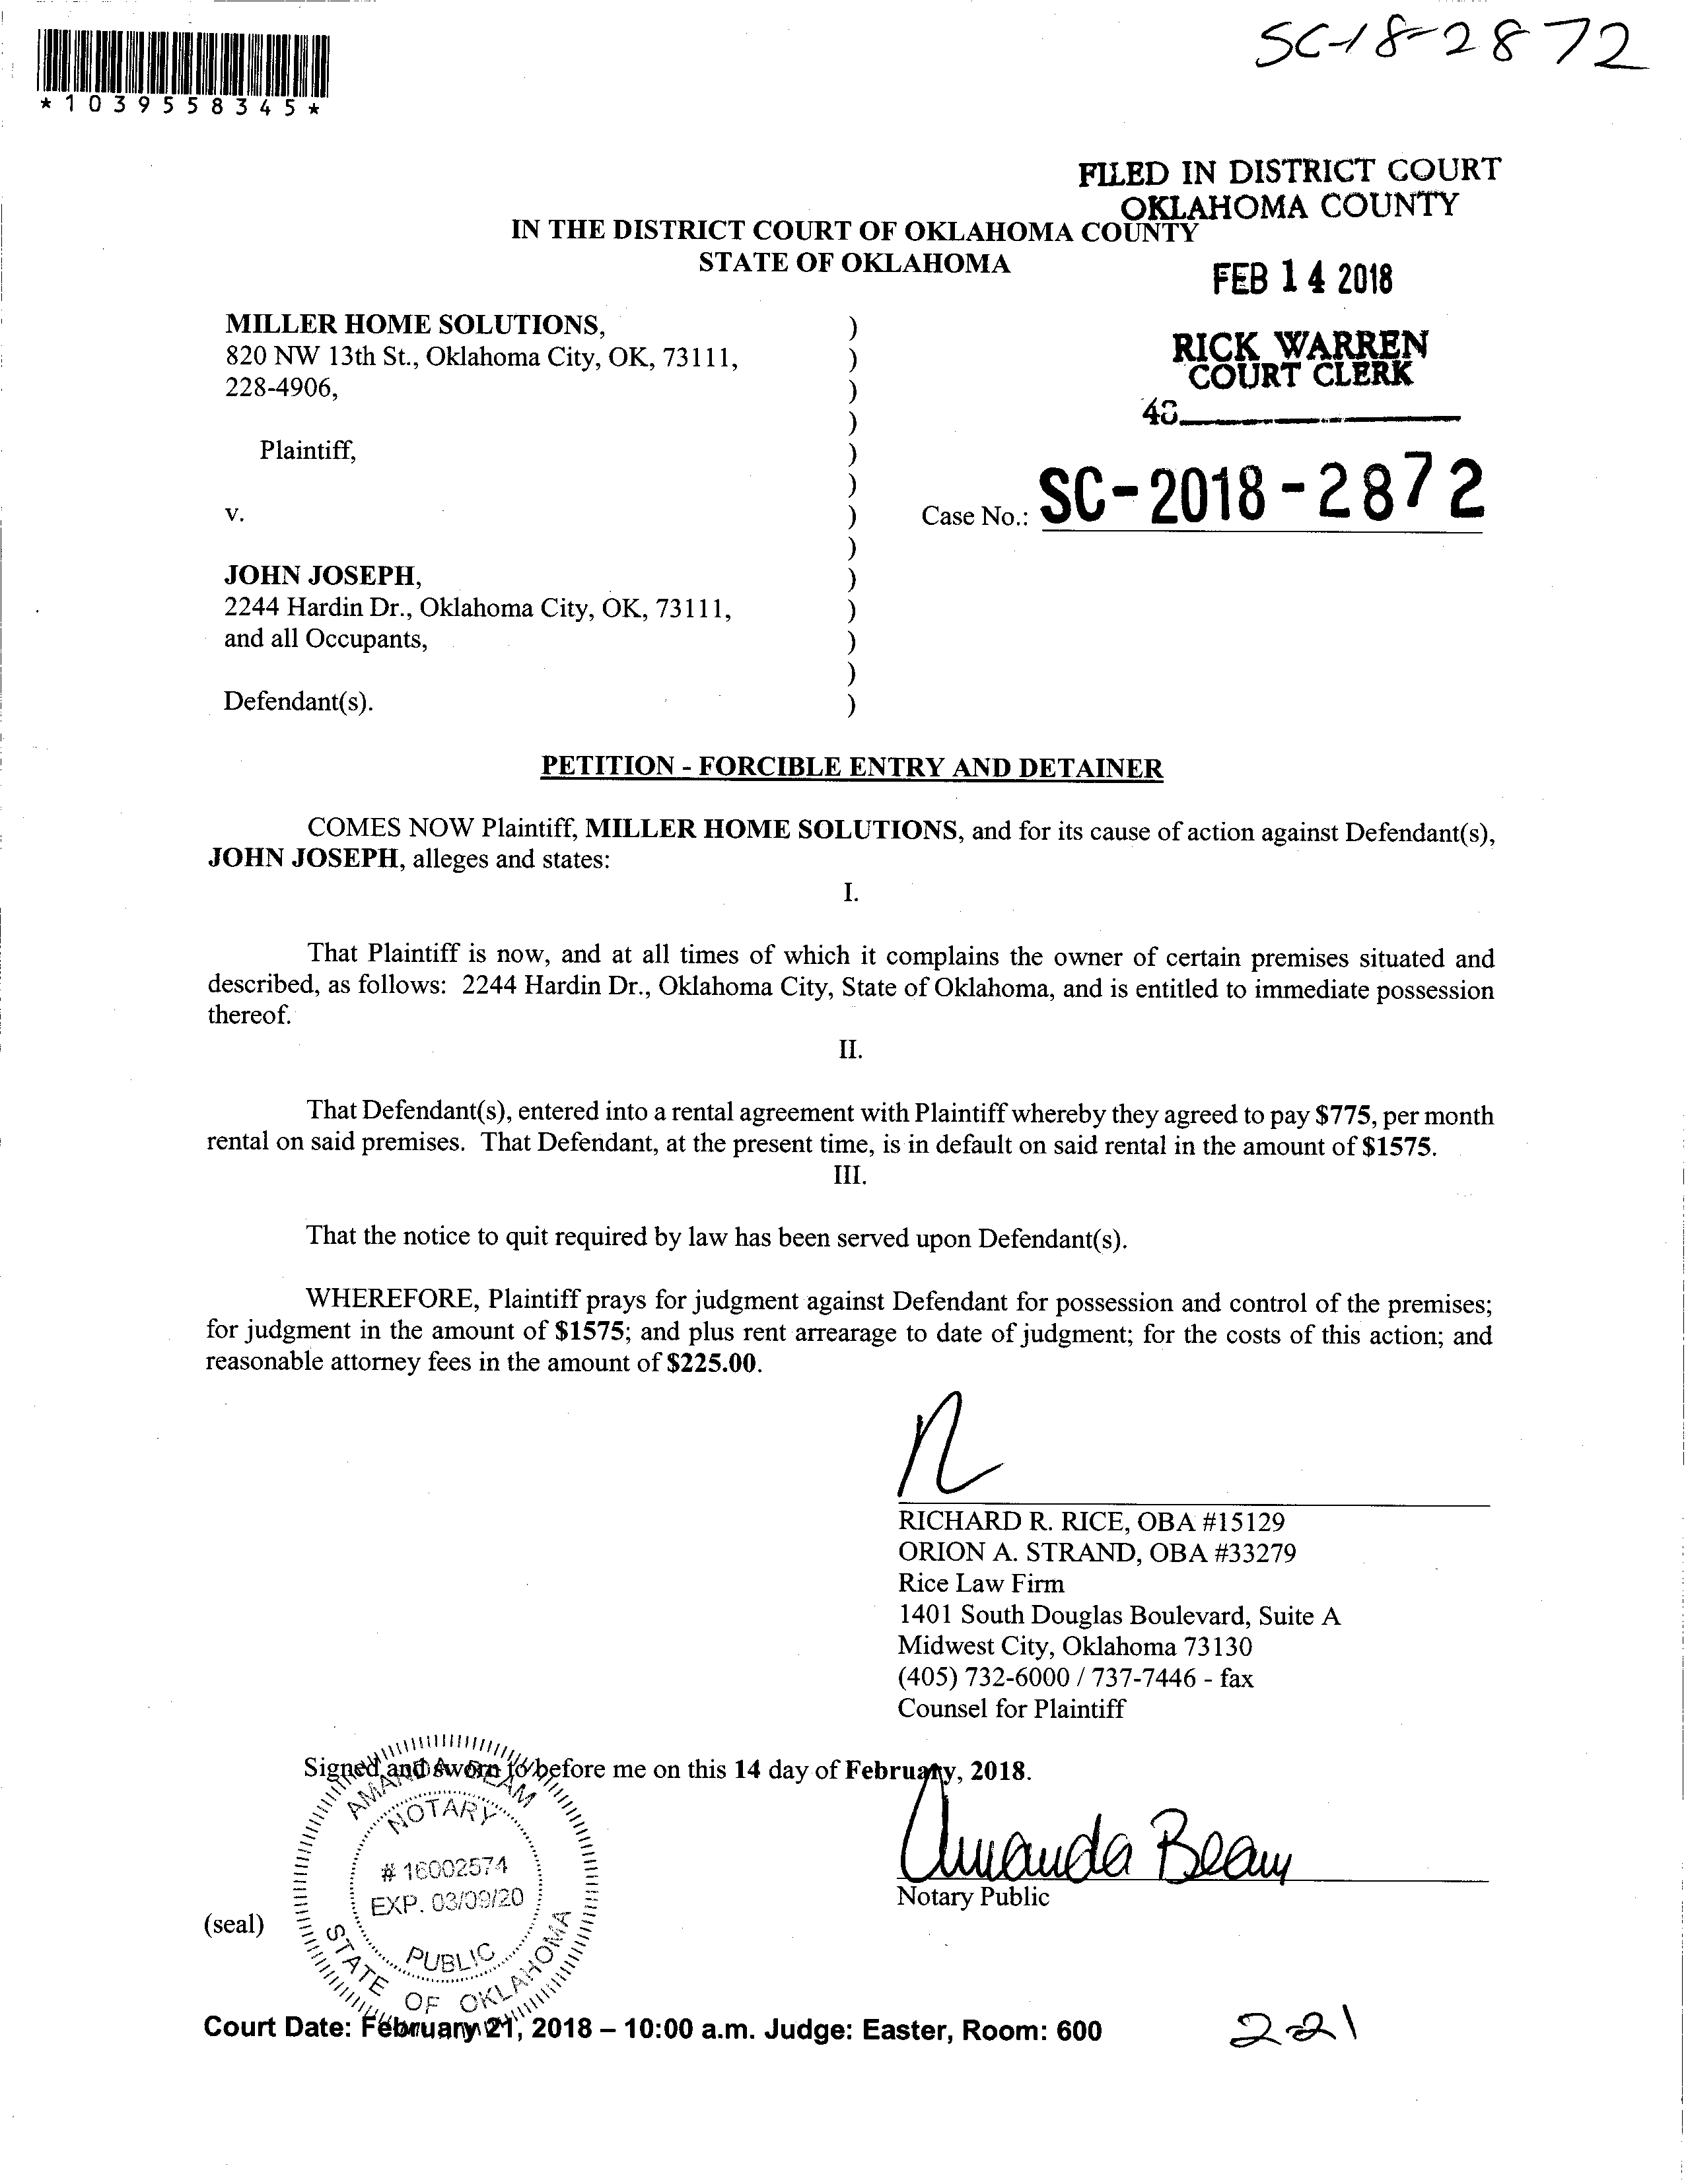 SC-18-2872
*1039558345*
FILED IN DISTRICT COURT
OKLAHOMA COUNTY
IN THE DISTRICT COURT OF OKLAHOMA COUNTY
STATE OF OKLAHOMA
FEB 14 2018
RICK WARREN
COURT CLERK
MILLER HOME SOLUTIONS, )
820 NW 13th St., Oklahoma City, OK, 73111, )
228-4906, )
)
Plaintiff, )
)
v. ) Case No.: SC-2018-2872
)
JOHN JOSEPH, )
2244 Hardin Dr., Oklahoma City, OK, 73111, )
and all Occupants, )
)
Defendant(s). )
PETITION - FORCIBLE ENTRY AND DETAINER
COMES NOW Plaintiff, MILLER HOME SOLUTIONS, and for its cause of action against Defendant(s),
JOHN JOSEPH, alleges and states:
I.
That Plaintiff is now, and at all times of which it complains the owner of certain premises situated and
described, as follows: 2244 Hardin Dr., Oklahoma City, State of Oklahoma, and is entitled to immediate possession
thereof.
II.
That Defendant(s), entered into a rental agreement with Plaintiff whereby they agreed to pay $775, per month
rental on said premises. That Defendant, at the present time, is in default on said rental in the amount of $1575.
III.
That the notice to quit required by law has been served upon Defendant(s).
WHEREFORE, Plaintiff prays for judgment against Defendant for possession and control of the premises;
for judgment in the amount of $1575; and plus rent arrearage to date of judgment; for the costs of this action; and
reasonable attorney fees in the amount of $225.00.
RICHARD R. RICE, OBA #15129
ORION A. STRAND, OBA #33279
Rice Law Firm
1401 South Douglas Boulevard, Suite A
Midwest City, Oklahoma 73130
(405) 732-6000 / 737-7446 - fax
Counsel for Plaintiff
Signed and sworn to before me on this 14 day of February, 2018.
AMANDA BEAM
NOTARY
# 16002574
EXP. 03/09/20
PUBLIC
STATE OF OKLAHOMA
Amanda Beam
Notary Public
(seal)
Court Date: February 21, 2018 – 10:00 a.m. Judge: Easter, Room: 600
2-21